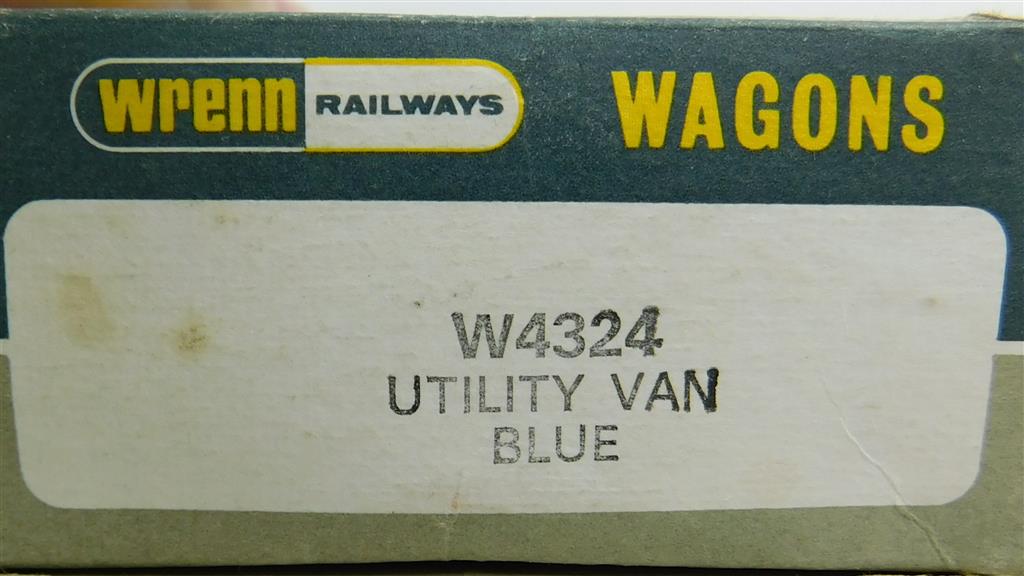 wrenn RAILWAYS WAGONS
W4324
UTILITY VAN
BLUE